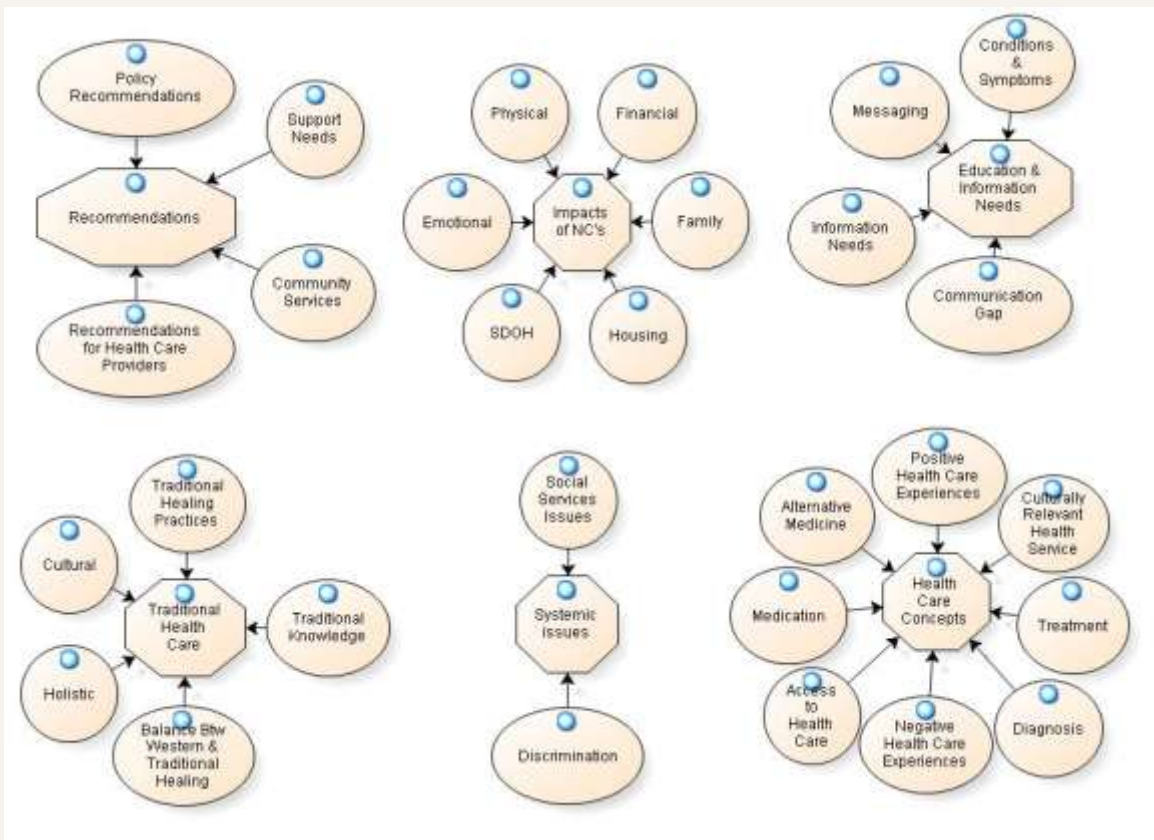 Policy
Recommendations
Support
Needs
Recommendations
Community
Services
Recommendations
for Health Care
Providers
Physical
Financial
Emotional
Impacts
of NC's
Family
SDOH
Housing
Conditions
&
Symptoms
Messaging
Education &
Information
Needs
Information
Needs
Communication
Gap
Traditional
Healing
Practices
Cultural
Traditional
Health
Care
Traditional
Knowledge
Holistic
Balance Btw
Western &
Traditional
Healing
Social
Services
Issues
Systemic
Issues
Discrimination
Positive
Health Care
Experiences
Alternative
Medicine
Culturally
Relevant
Health
Service
Medication
Health
Care
Concepts
Treatment
Access
to
Health
Care
Negative
Health Care
Experiences
Diagnosis